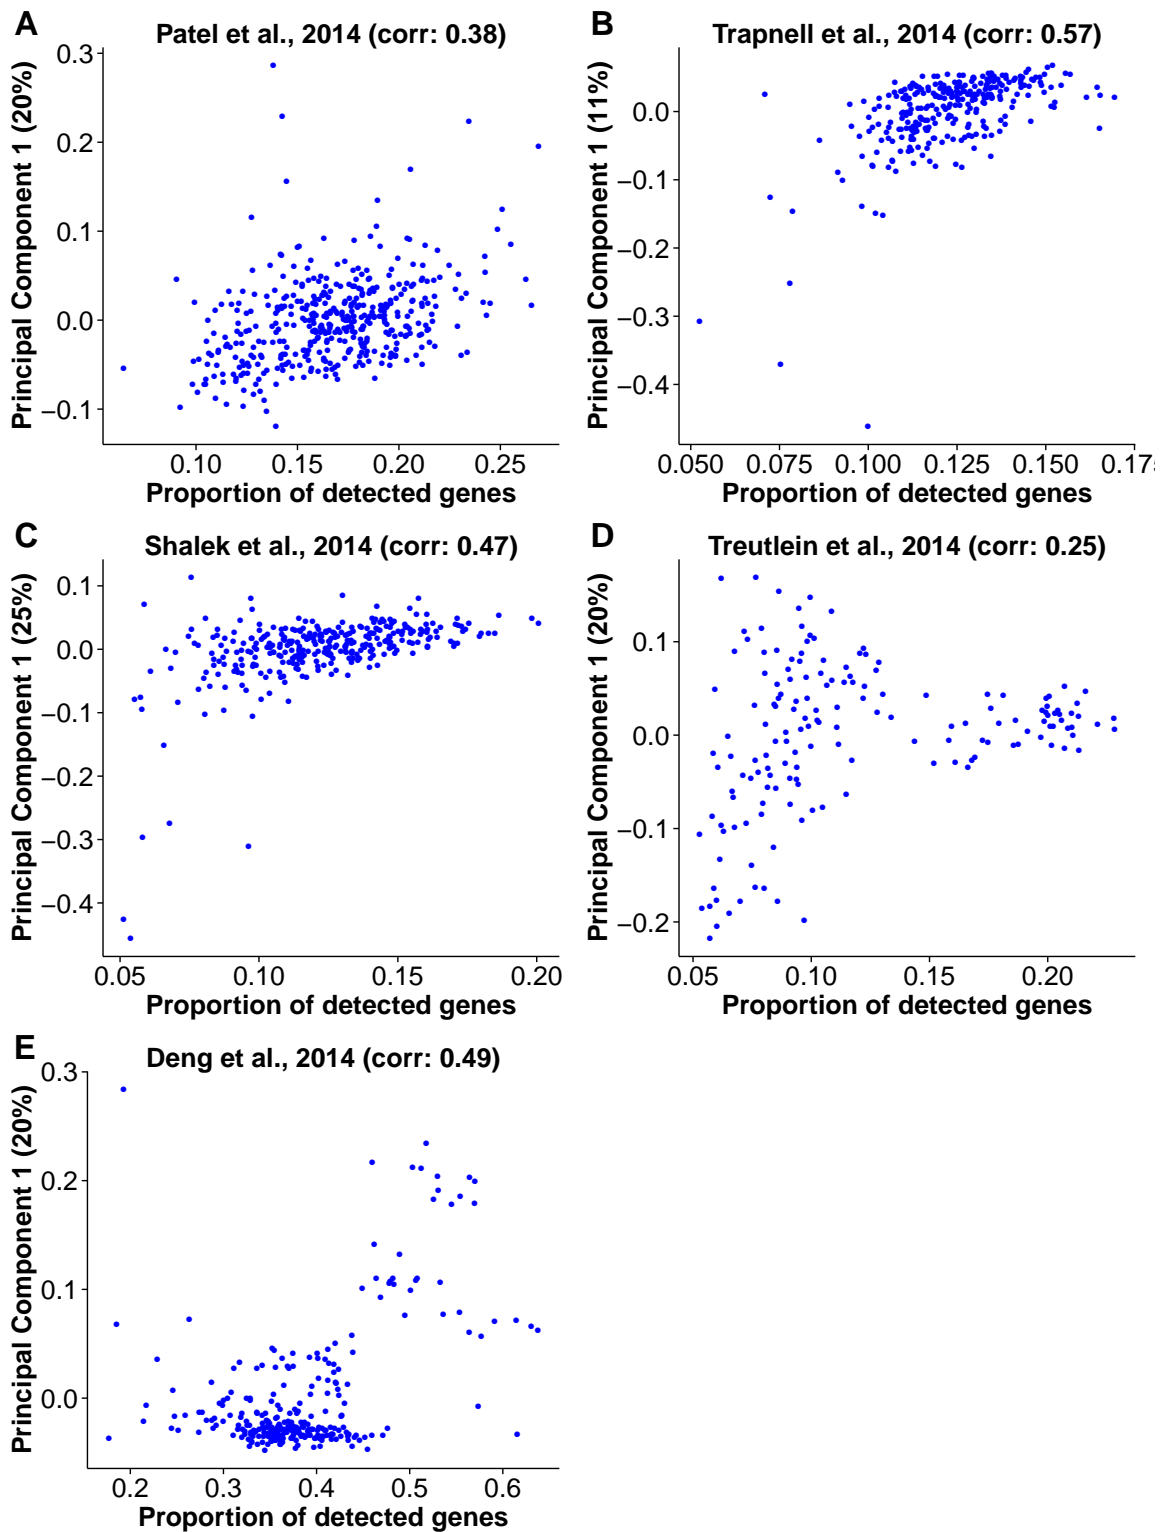 A
Patel et al., 2014 (corr: 0.38)
Principal Component 1 (20%)
0.3
0.2
0.1
0.0
−0.1
0.10 0.15 0.20 0.25
Proportion of detected genes
B
Trapnell et al., 2014 (corr: 0.57)
Principal Component 1 (11%)
0.0
−0.1
−0.2
−0.3
−0.4
0.050 0.075 0.100 0.125 0.150 0.17
Proportion of detected genes
C
Shalek et al., 2014 (corr: 0.47)
Principal Component 1 (25%)
0.1
0.0
−0.1
−0.2
−0.3
−0.4
0.05 0.10 0.15 0.20
Proportion of detected genes
D
Treutlein et al., 2014 (corr: 0.25)
Principal Component 1 (20%)
0.1
0.0
−0.1
−0.2
0.05 0.10 0.15 0.20
Proportion of detected genes
E
Deng et al., 2014 (corr: 0.49)
Principal Component 1 (20%)
0.3
0.2
0.1
0.0
0.2 0.3 0.4 0.5 0.6
Proportion of detected genes